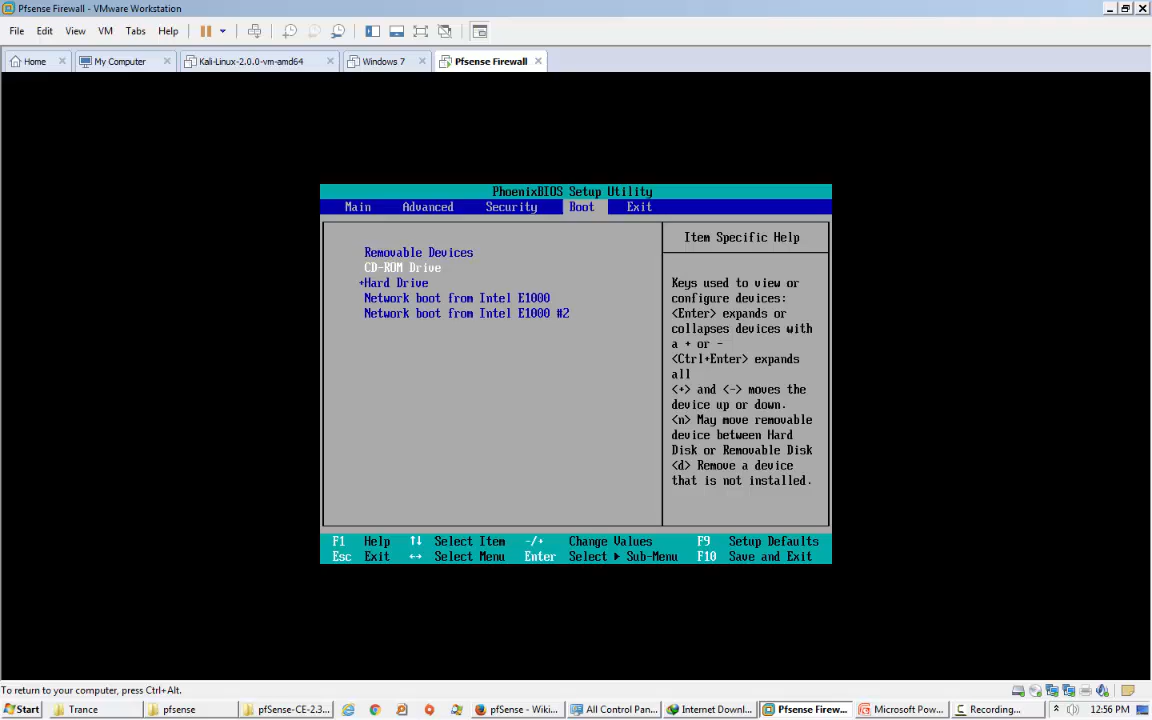 Pfsense Firewall - VMware Workstation
File Edit View VM Tabs Help
Home My Computer Kali-Linux-2.0.0-vm-amd64 Windows 7 Pfsense Firewall
PhoenixBIOS Setup Utility
Main Advanced Security Boot Exit
Removable Devices
CD-ROM Drive
+Hard Drive
Network boot from Intel E1000
Network boot from Intel E1000 #2
Item Specific Help
Keys used to view or
configure devices:
<Enter> expands or
collapses devices with
a + or -
<Ctrl+Enter> expands
all
<+> and <-> moves the
device up or down.
<n> May move removable
device between Hard
Disk or Removable Disk
<d> Remove a device
that is not installed.
F1 Help ↑↓ Select Item -/+ Change Values F9 Setup Defaults
Esc Exit ↔ Select Menu Enter Select ▶ Sub-Menu F10 Save and Exit
To return to your computer, press Ctrl+Alt.
Start Trance pfsense pfSense-CE-2.3... pfSense - Wiki... All Control Pan... Internet Downl... Pfsense Firew... Microsoft Pow... Recording... 12:56 PM